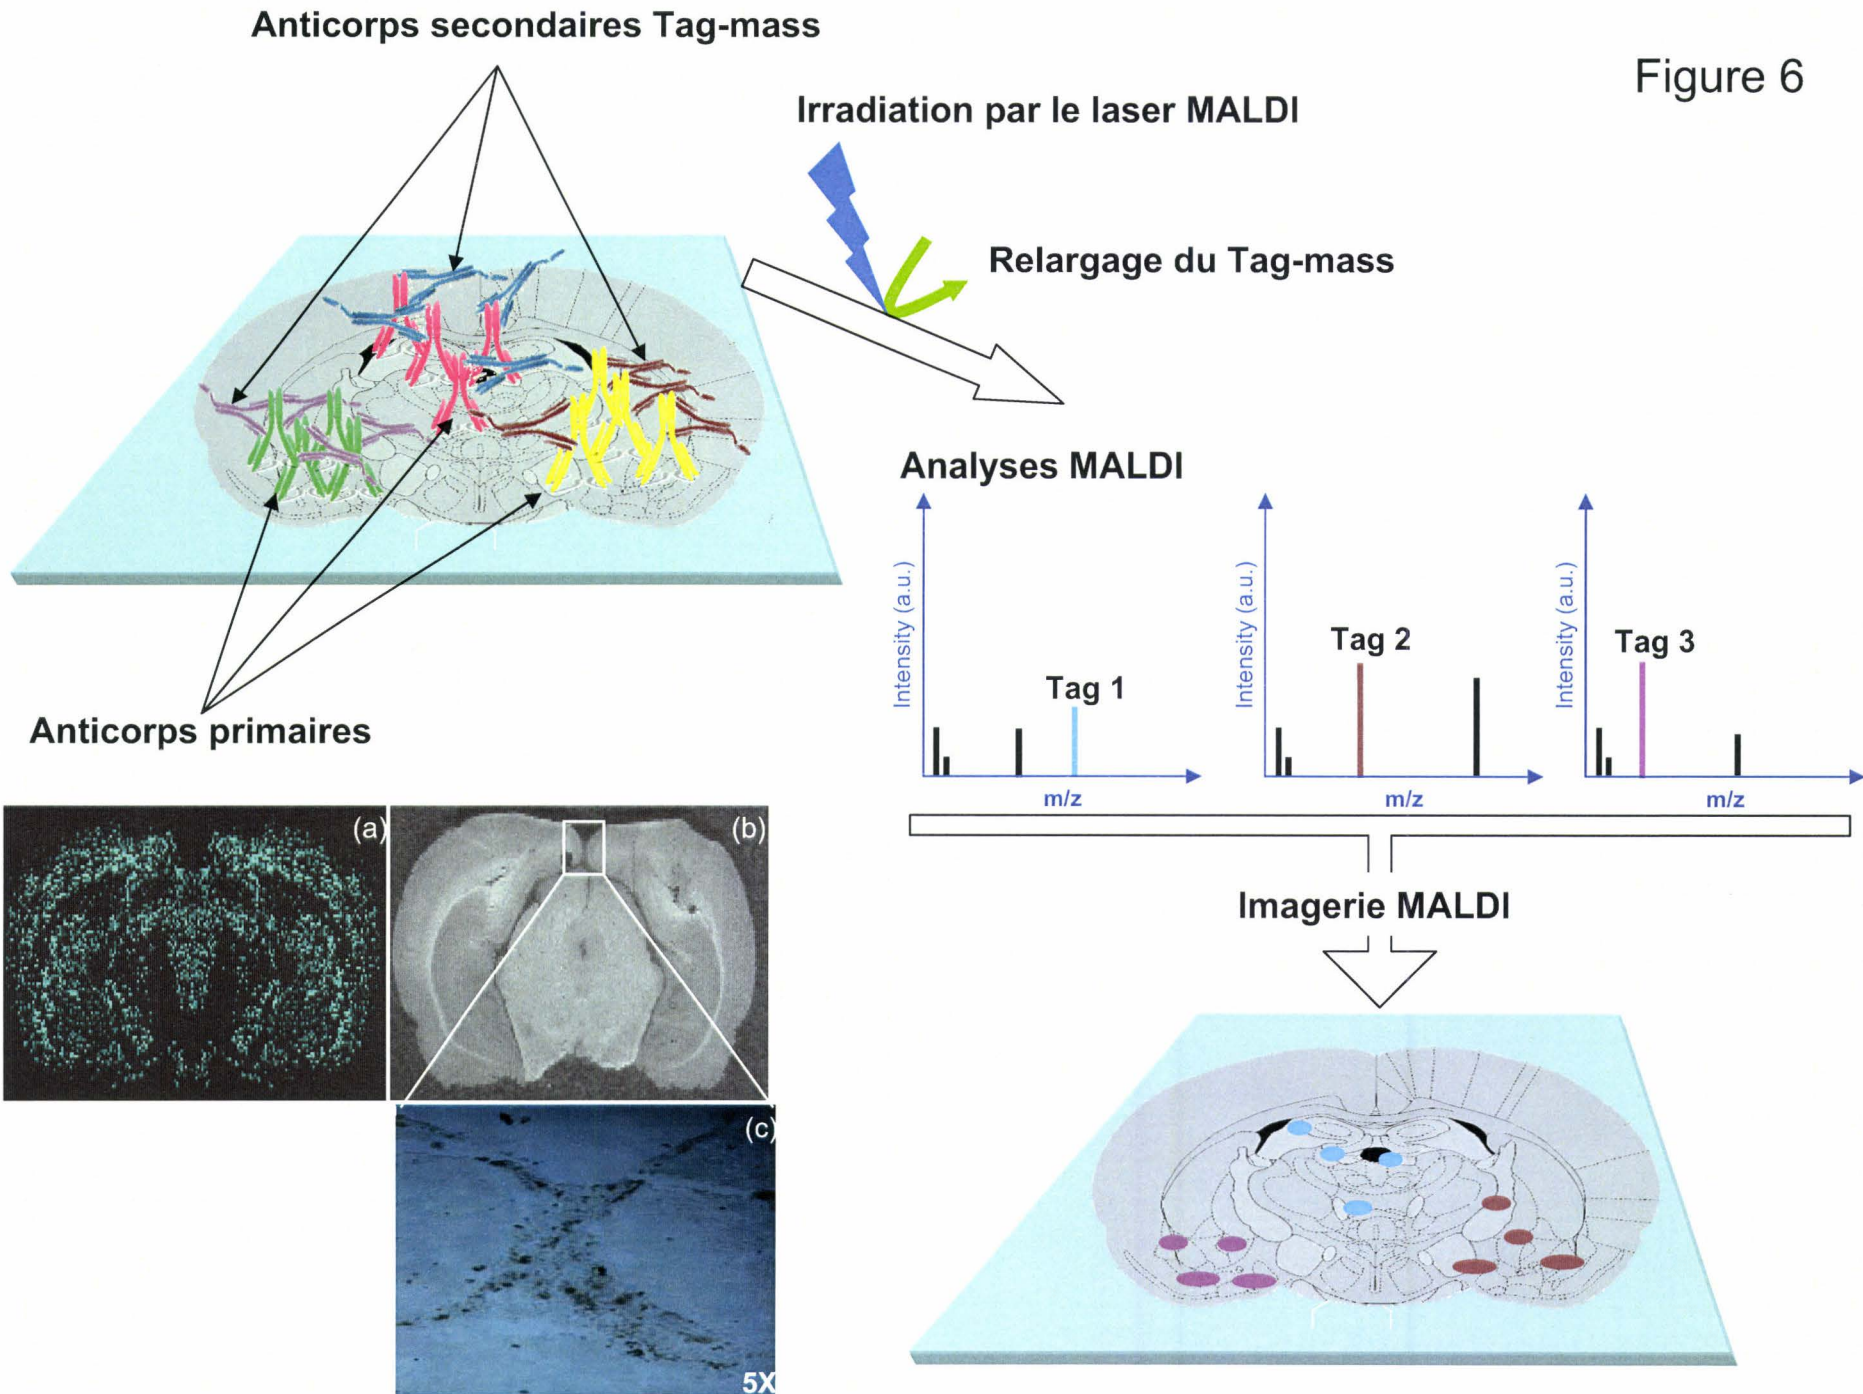 Anticorps secondaires Tag-mass
Figure 6
Irradiation par le laser MALDI
Relargage du Tag-mass
Analyses MALDI
Intensity (a.u.)
Tag 1
m/z
Intensity (a.u.)
Tag 2
m/z
Intensity (a.u.)
Tag 3
m/z
Anticorps primaires
(a)
(b)
(c)
5X
Imagerie MALDI